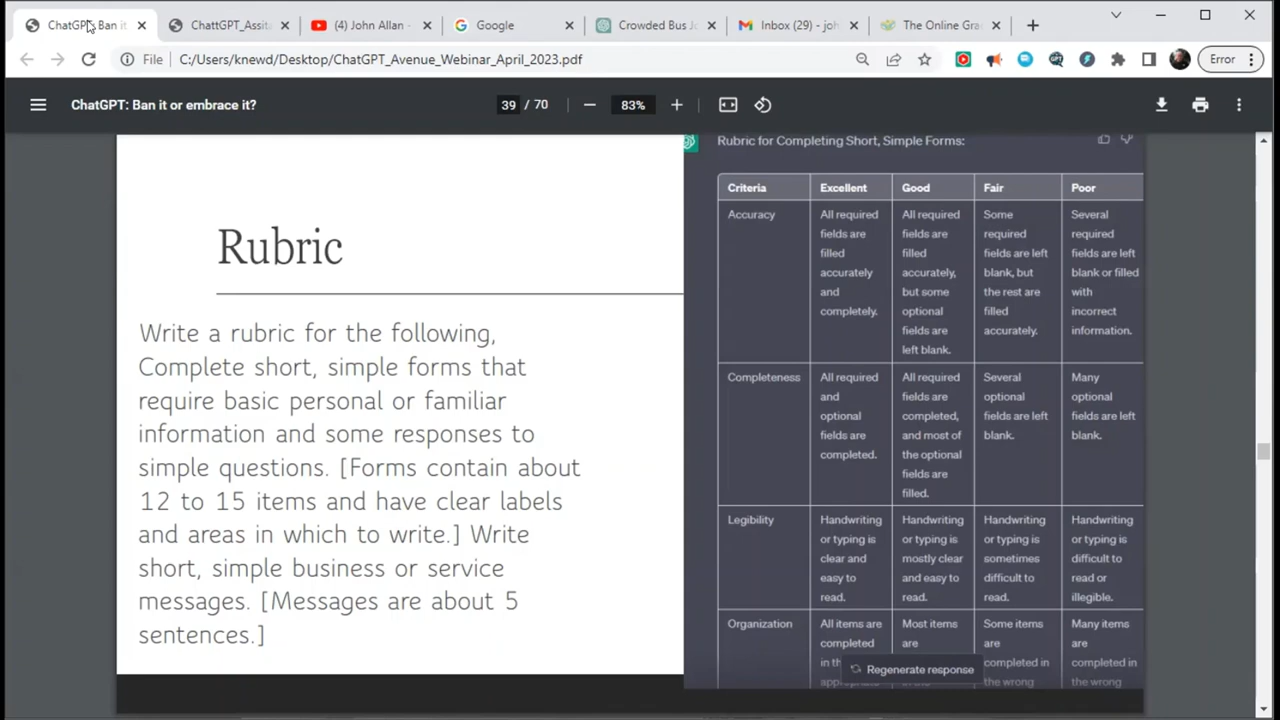 ChatGPT: Ban it
ChattGPT_Assita
(4) John Allan -
Google
Crowded Bus Jo
Inbox (29) - joh
The Online Gra
File
C:/Users/knewd/Desktop/ChatGPT_Avenue_Webinar_April_2023.pdf
Error
ChatGPT: Ban it or embrace it?
39 / 70
83%
Rubric
Write a rubric for the following,
Complete short, simple forms that
require basic personal or familiar
information and some responses to
simple questions. [Forms contain about
12 to 15 items and have clear labels
and areas in which to write.] Write
short, simple business or service
messages. [Messages are about 5
sentences.]
Rubric for Completing Short, Simple Forms:
Criteria
Excellent
Good
Fair
Poor
Accuracy
All required
fields are
filled
accurately
and
completely.
All required
fields are
filled
accurately,
but some
optional
fields are
left blank.
Some
required
fields are left
blank, but
the rest are
filled
accurately.
Several
required
fields are left
blank or filled
with
incorrect
information.
Completeness
All required
and
optional
fields are
completed.
All required
fields are
completed,
and most of
the optional
fields are
filled.
Several
optional
fields are left
blank.
Many
optional
fields are left
blank.
Legibility
Handwriting
or typing is
clear and
easy to
read.
Handwriting
or typing is
mostly clear
and easy to
read.
Handwriting
or typing is
sometimes
difficult to
read.
Handwriting
or typing is
difficult to
read or
illegible.
Organization
All items are
completed
in th
Most items
are
Some items
are
completed in
the wrong
Many items
are
completed in
the wrong
Regenerate response